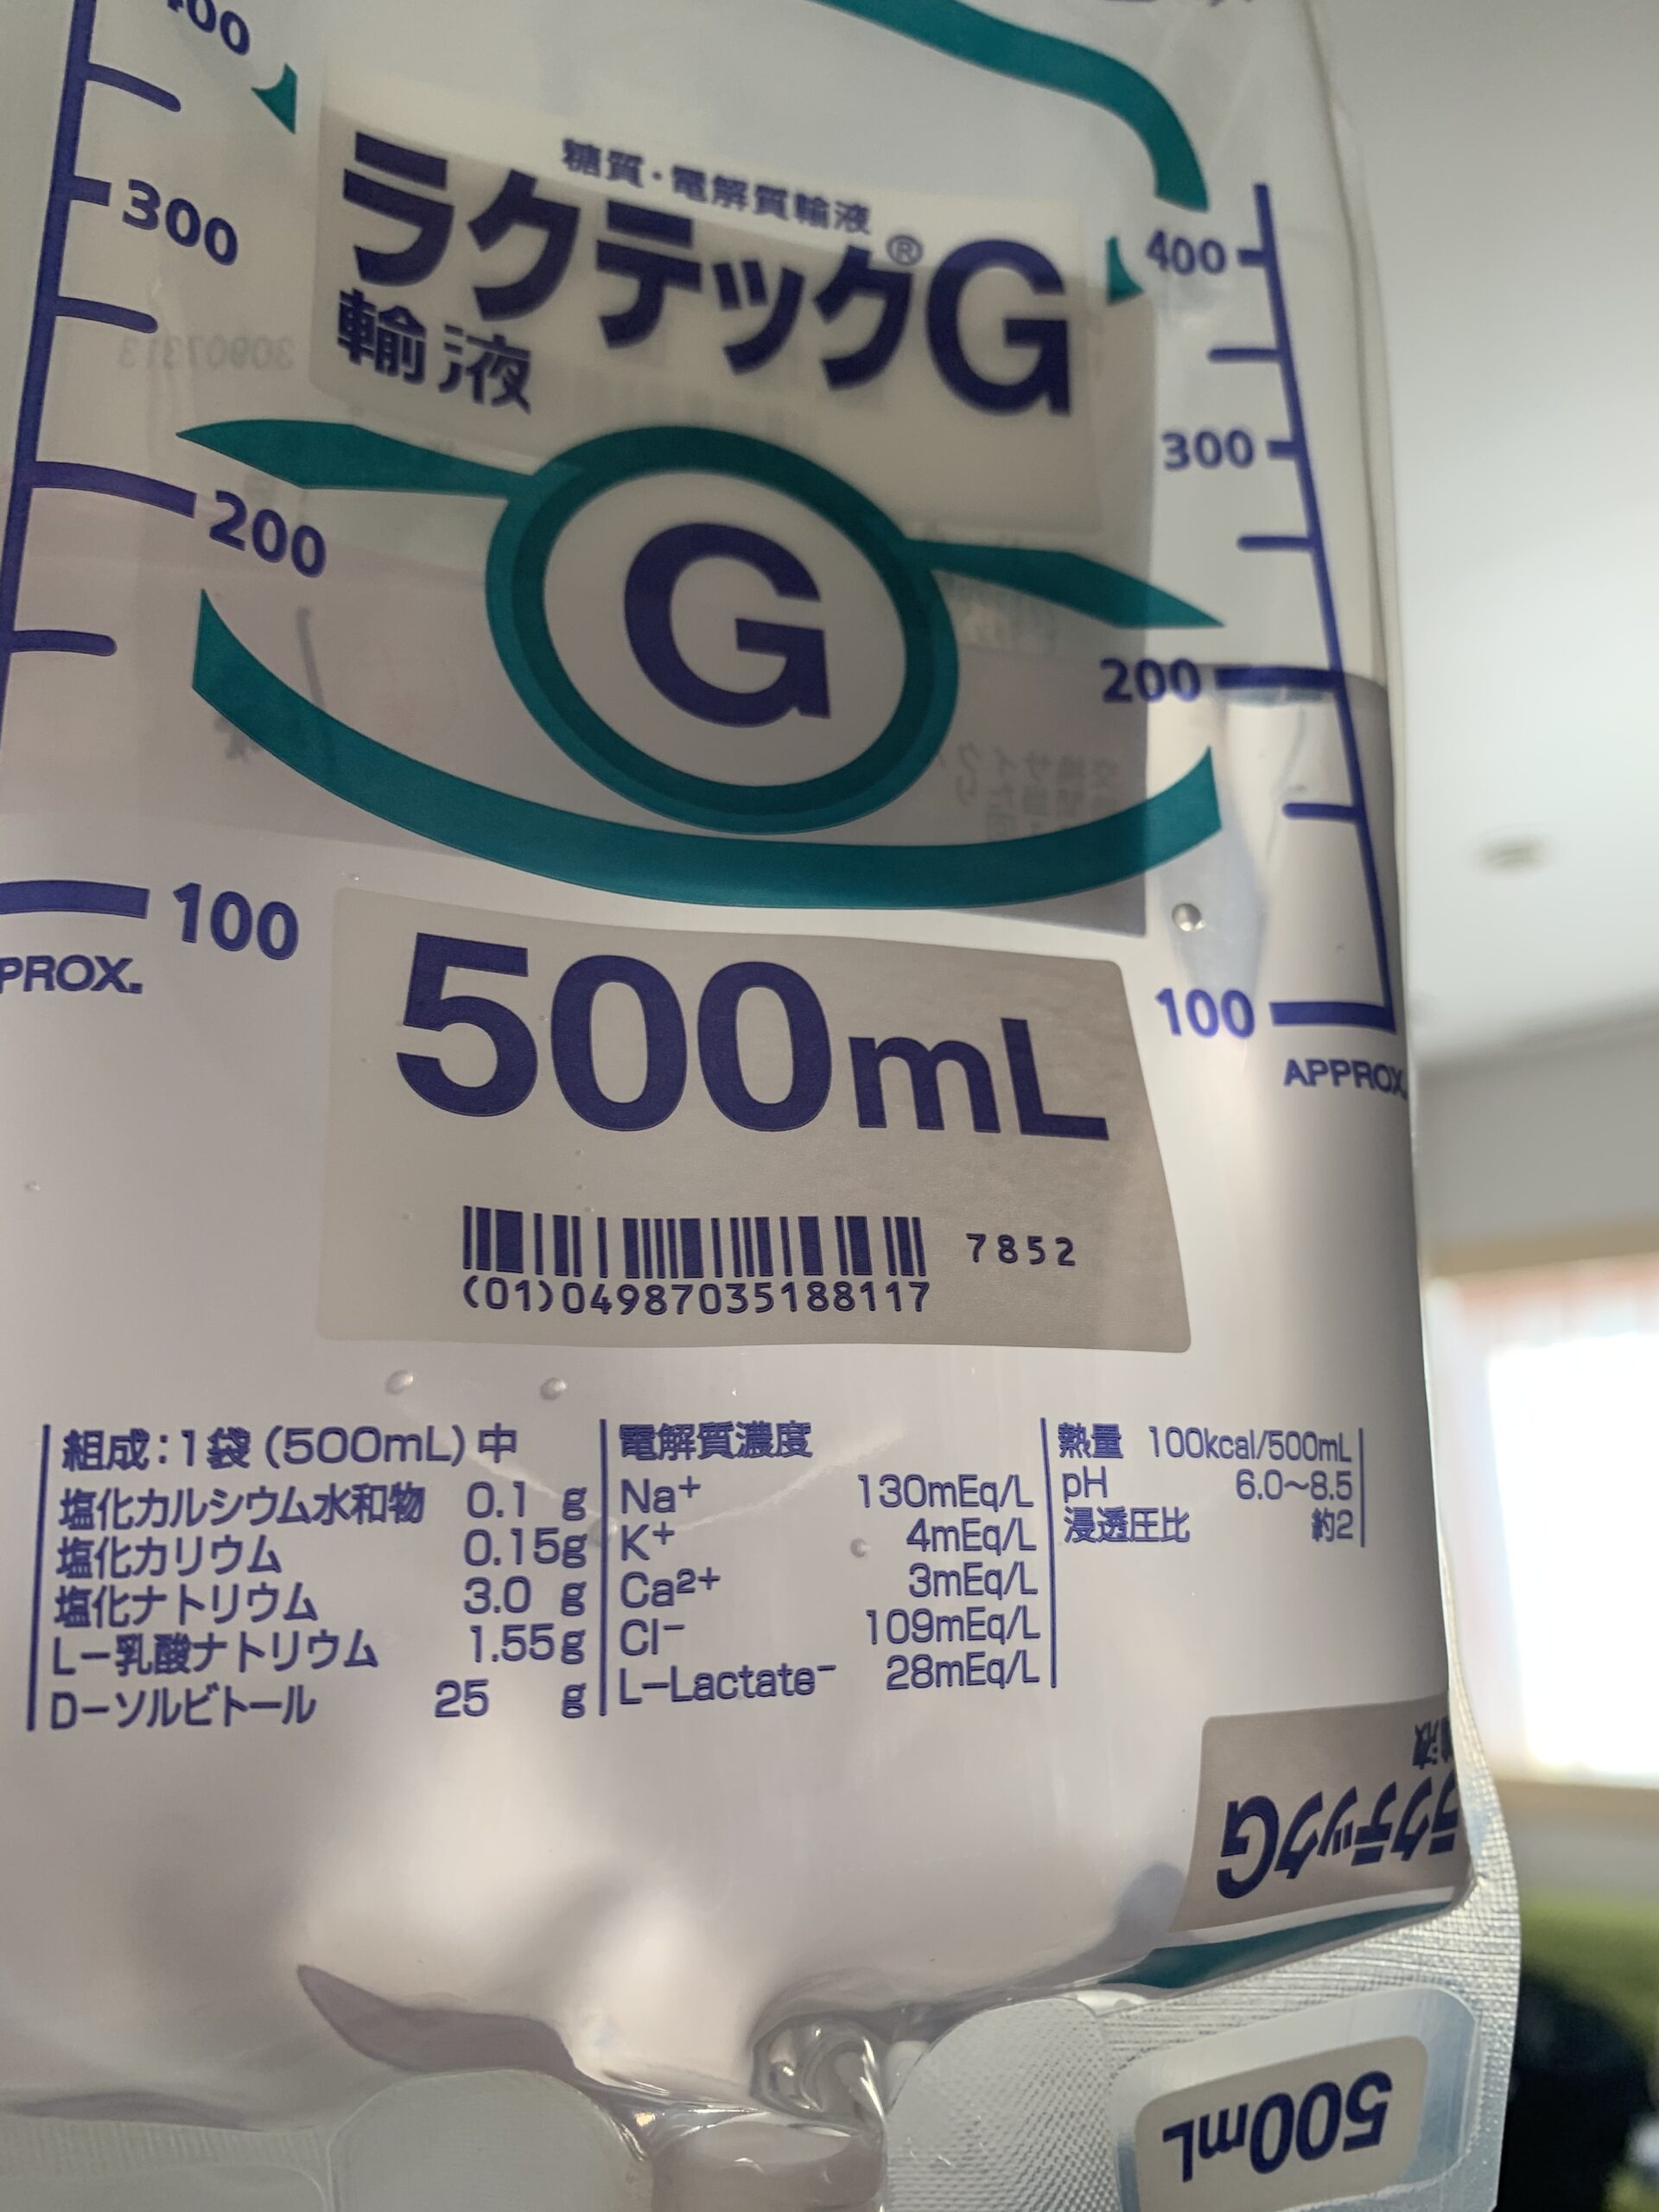 糖質・電解質輸液
ラクテック®G
輸液
G
300
200
100
PROX.
400
300
200
100
APPROX.
500mL
7852
(01)04987035188117
組成:1袋(500mL)中
塩化カルシウム水和物 0.1 g
塩化カリウム 0.15g
塩化ナトリウム 3.0 g
L-乳酸ナトリウム 1.55g
D-ソルビトール 25 g
電解質濃度
Na⁺ 130mEq/L
K⁺ 4mEq/L
Ca²⁺ 3mEq/L
Cl⁻ 109mEq/L
L-Lactate⁻ 28mEq/L
熱量 100kcal/500mL
pH 6.0~8.5
浸透圧比 約2
ラクテックG
500mL
30907313